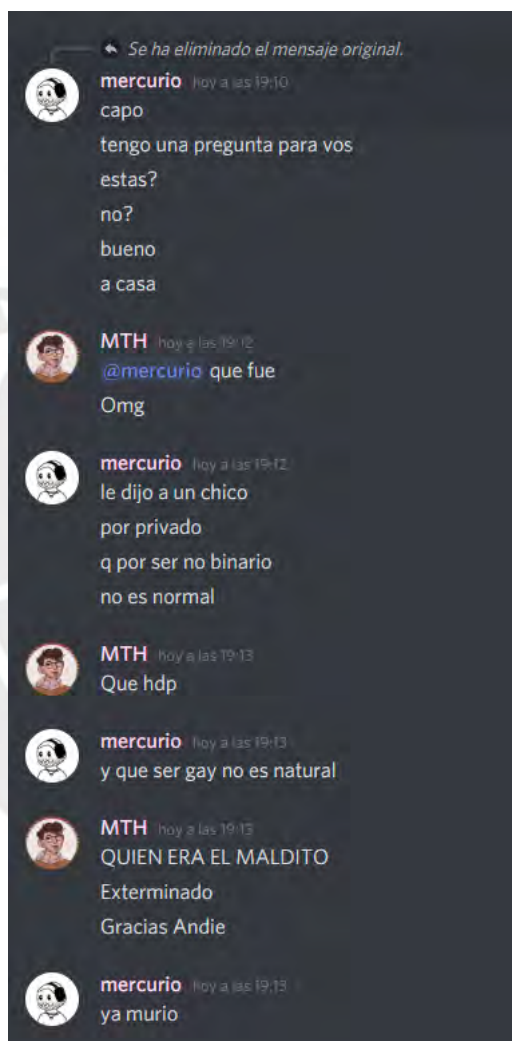 Se ha eliminado el mensaje original.
mercurio hoy a las 19:10
capo
tengo una pregunta para vos
estas?
no?
bueno
a casa
MTH hoy a las 19:12
@mercurio que fue
Omg
mercurio hoy a las 19:12
le dijo a un chico
por privado
q por ser no binario
no es normal
MTH hoy a las 19:13
Que hdp
mercurio hoy a las 19:13
y que ser gay no es natural
MTH hoy a las 19:13
QUIEN ERA EL MALDITO
Exterminado
Gracias Andie
mercurio hoy a las 19:13
ya murio